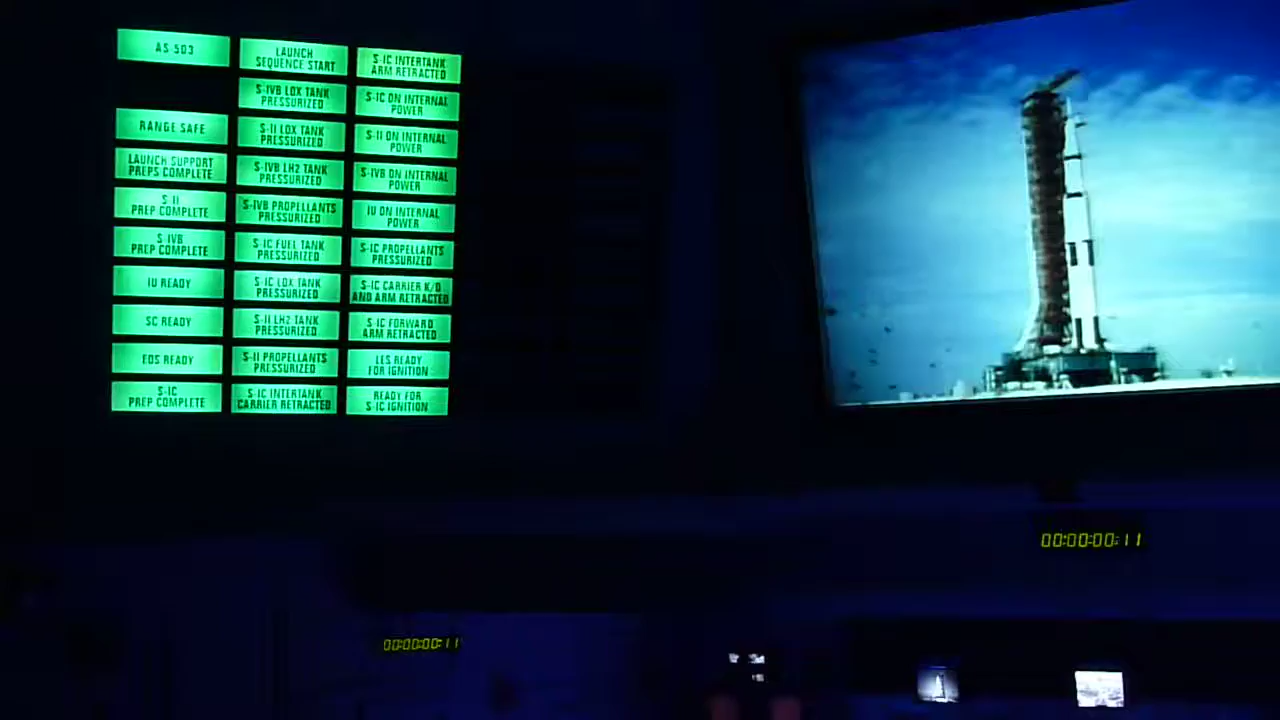 AS-503
RANGE SAFE
LAUNCH SUPPORT
PREPS COMPLETE
S II
PREP COMPLETE
S IVB
PREP COMPLETE
IU READY
SC READY
EDS READY
S-IC
PREP COMPLETE
LAUNCH
SEQUENCE START
S-IVB LOX TANK
PRESSURIZED
S-II LOX TANK
PRESSURIZED
S-IVB LH2 TANK
PRESSURIZED
S-IVB PROPELLANTS
PRESSURIZED
S-IC FUEL TANK
PRESSURIZED
S-IC LOX TANK
PRESSURIZED
S-II LH2 TANK
PRESSURIZED
S-II PROPELLANTS
PRESSURIZED
S-IC INTERTANK
CARRIER RETRACTED
S-IC INTERTANK
ARM RETRACTED
S-IC ON INTERNAL
POWER
S-II ON INTERNAL
POWER
S-IVB ON INTERNAL
POWER
IU ON INTERNAL
POWER
S-IC PROPELLANTS
PRESSURIZED
S-IC CARRIER K/D
AND ARM RETRACTED
S-IC FORWARD
ARM RETRACTED
LES READY
FOR IGNITION
READY FOR
S-IC IGNITION
00:00:00:11
00:00:00:11